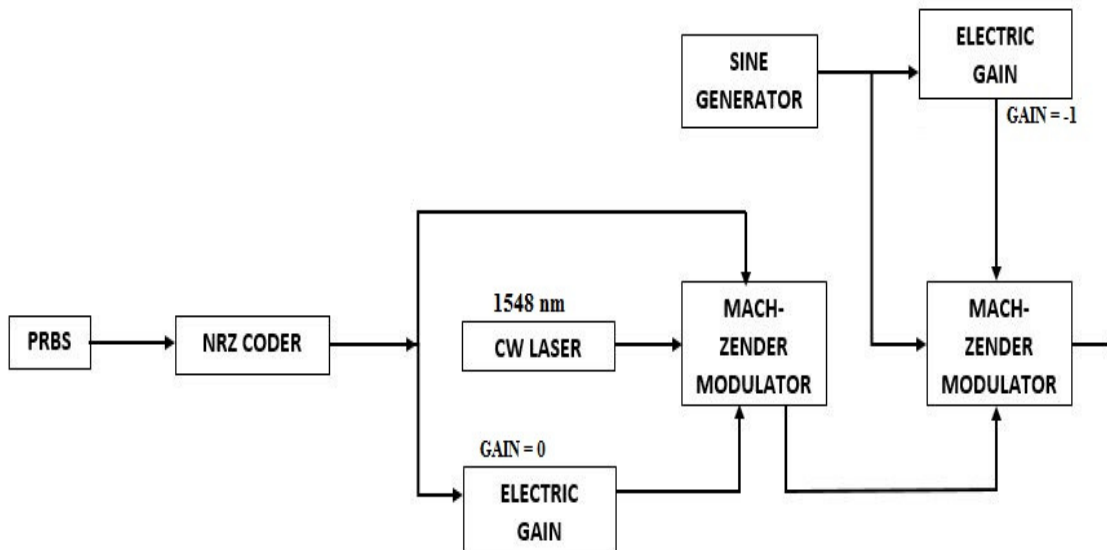 SINE
GENERATOR
ELECTRIC
GAIN
GAIN = -1
PRBS
NRZ CODER
1548 nm
CW LASER
MACH-
ZENDER
MODULATOR
MACH-
ZENDER
MODULATOR
GAIN = 0
ELECTRIC
GAIN